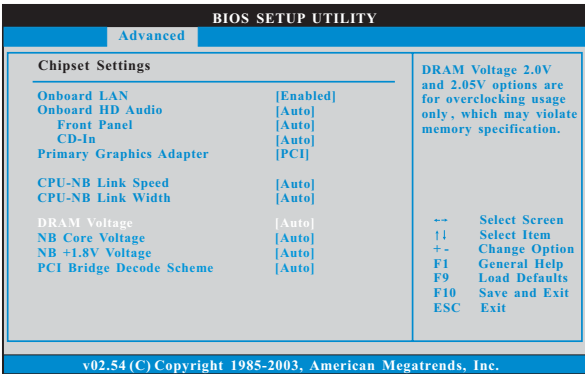 BIOS SETUP UTILITY
Advanced
Chipset Settings
Onboard LAN [Enabled]
Onboard HD Audio [Auto]
Front Panel [Auto]
CD-In [Auto]
Primary Graphics Adapter [PCI]
CPU-NB Link Speed [Auto]
CPU-NB Link Width [Auto]
DRAM Voltage [Auto]
NB Core Voltage [Auto]
NB +1.8V Voltage [Auto]
PCI Bridge Decode Scheme [Auto]
DRAM Voltage 2.0V
and 2.05V options are
for overclocking usage
only , which may violate
memory specification.
←→ Select Screen
↑↓ Select Item
+ - Change Option
F1 General Help
F9 Load Defaults
F10 Save and Exit
ESC Exit
v02.54 (C) Copyright 1985-2003, American Megatrends, Inc.